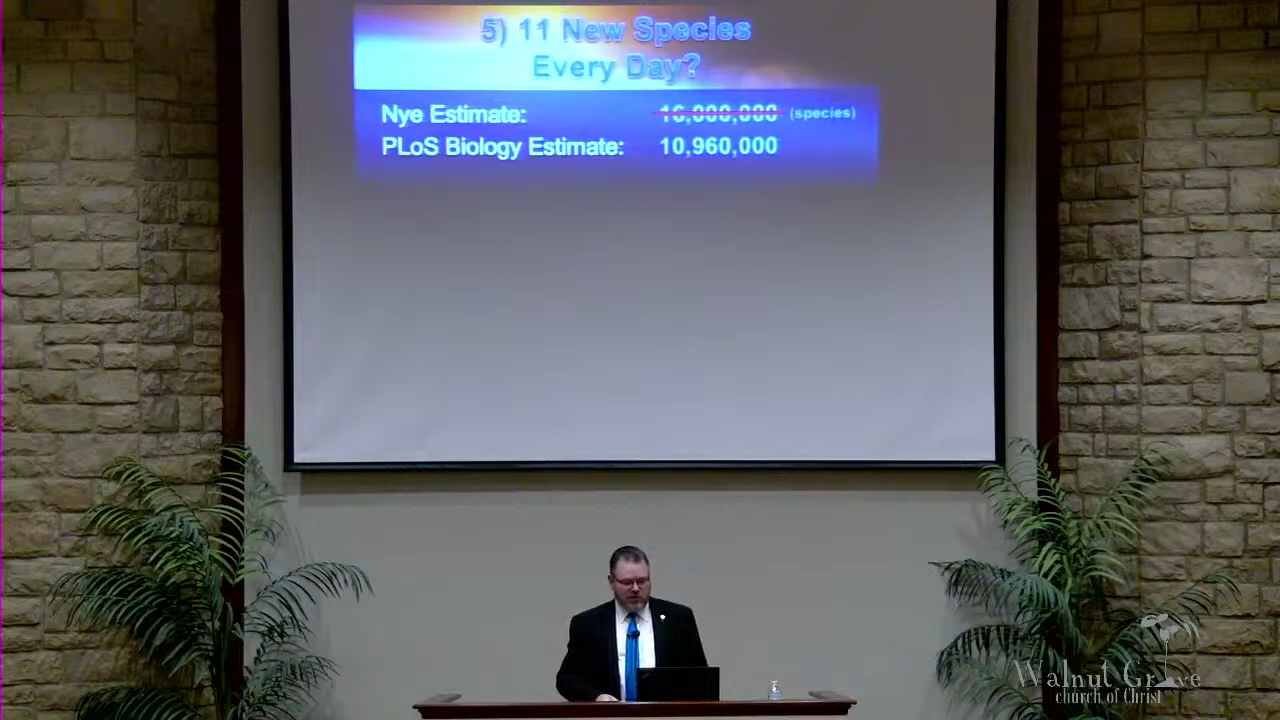 5) 11 New Species
Every Day?
Nye Estimate: 16,000,000 (species)
PLoS Biology Estimate: 10,960,000
Walnut Grove
church of Christ